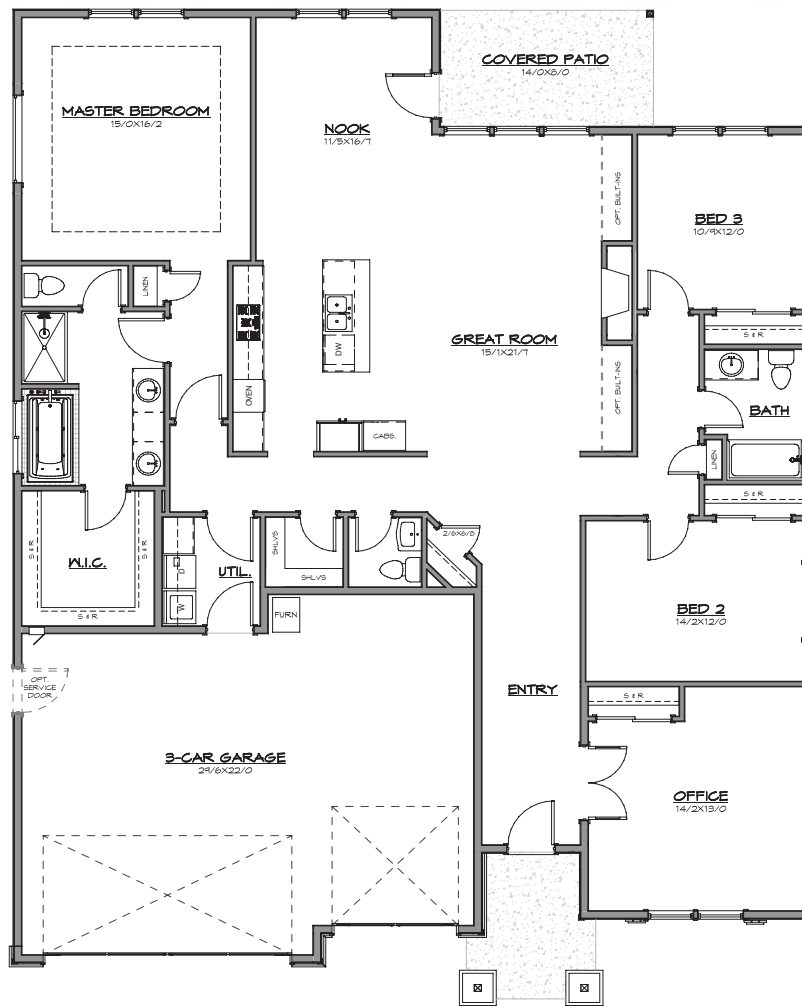 COVERED PATIO
14/0X8/0
MASTER BEDROOM
15/0X16/2
NOOK
11/5X16/7
OPT. BUILT-INS
BED 3
10/9X12/0
LINEN
S & R
GREAT ROOM
15/1X21/7
DW
OVEN
OPT. BUILT-INS
BATH
CABS.
LINEN
S & R
2/6X6/8
S & R
S & R
W.I.C.
S & R
D
W
UTIL.
SHLVS
SHLVS
FURN
BED 2
14/2X12/0
OPT.
SERVICE
DOOR
ENTRY
S & R
3-CAR GARAGE
29/6X22/0
OFFICE
14/2X13/0